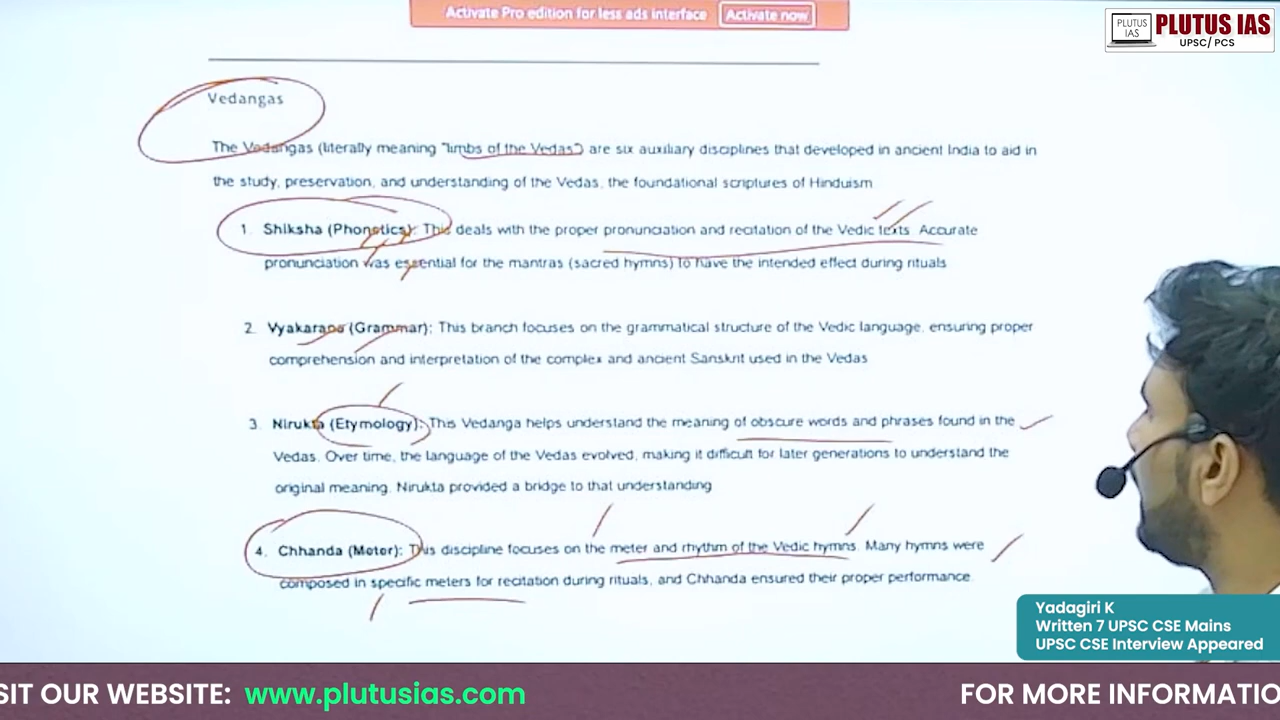 Activate Pro edition for less ads interface Activate now
PLUTUS IAS
PLUTUS IAS
UPSC/ PCS
Vedangas
The Vedangas (literally meaning "limbs of the Vedas") are six auxiliary disciplines that developed in ancient India to aid in
the study, preservation, and understanding of the Vedas, the foundational scriptures of Hinduism
1. Shiksha (Phonetics): This deals with the proper pronunciation and recitation of the Vedic texts. Accurate
pronunciation was essential for the mantras (sacred hymns) to have the intended effect during rituals
2. Vyakarana (Grammar): This branch focuses on the grammatical structure of the Vedic language, ensuring proper
comprehension and interpretation of the complex and ancient Sanskrit used in the Vedas
3. Nirukta (Etymology): This Vedanga helps understand the meaning of obscure words and phrases found in the
Vedas. Over time, the language of the Vedas evolved, making it difficult for later generations to understand the
original meaning. Nirukta provided a bridge to that understanding
4. Chhanda (Meter): This discipline focuses on the meter and rhythm of the Vedic hymns. Many hymns were
composed in specific meters for recitation during rituals, and Chhanda ensured their proper performance.
Yadagiri K
Written 7 UPSC CSE Mains
UPSC CSE Interview Appeared
SIT OUR WEBSITE: www.plutusias.com FOR MORE INFORMATIO